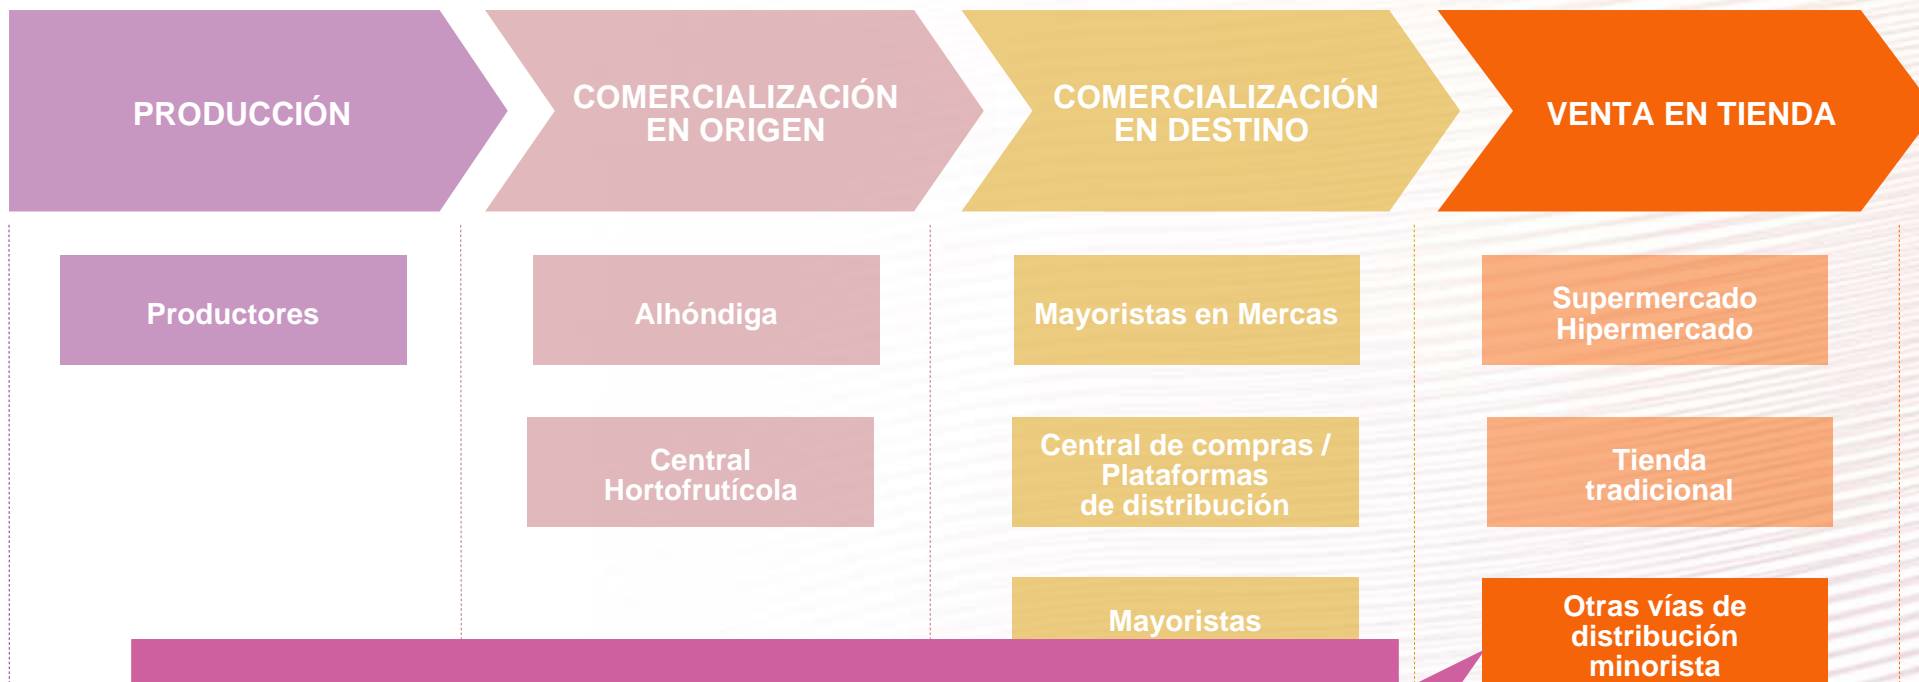 PRODUCCIÓN
COMERCIALIZACIÓN
EN ORIGEN
COMERCIALIZACIÓN
EN DESTINO
VENTA EN TIENDA
Productores
Alhóndiga
Mayoristas en Mercas
Supermercado
Hipermercado
Central
Hortofrutícola
Central de compras /
Plataformas
de distribución
Tienda
tradicional
Mayoristas
Otras vías de
distribución
minorista